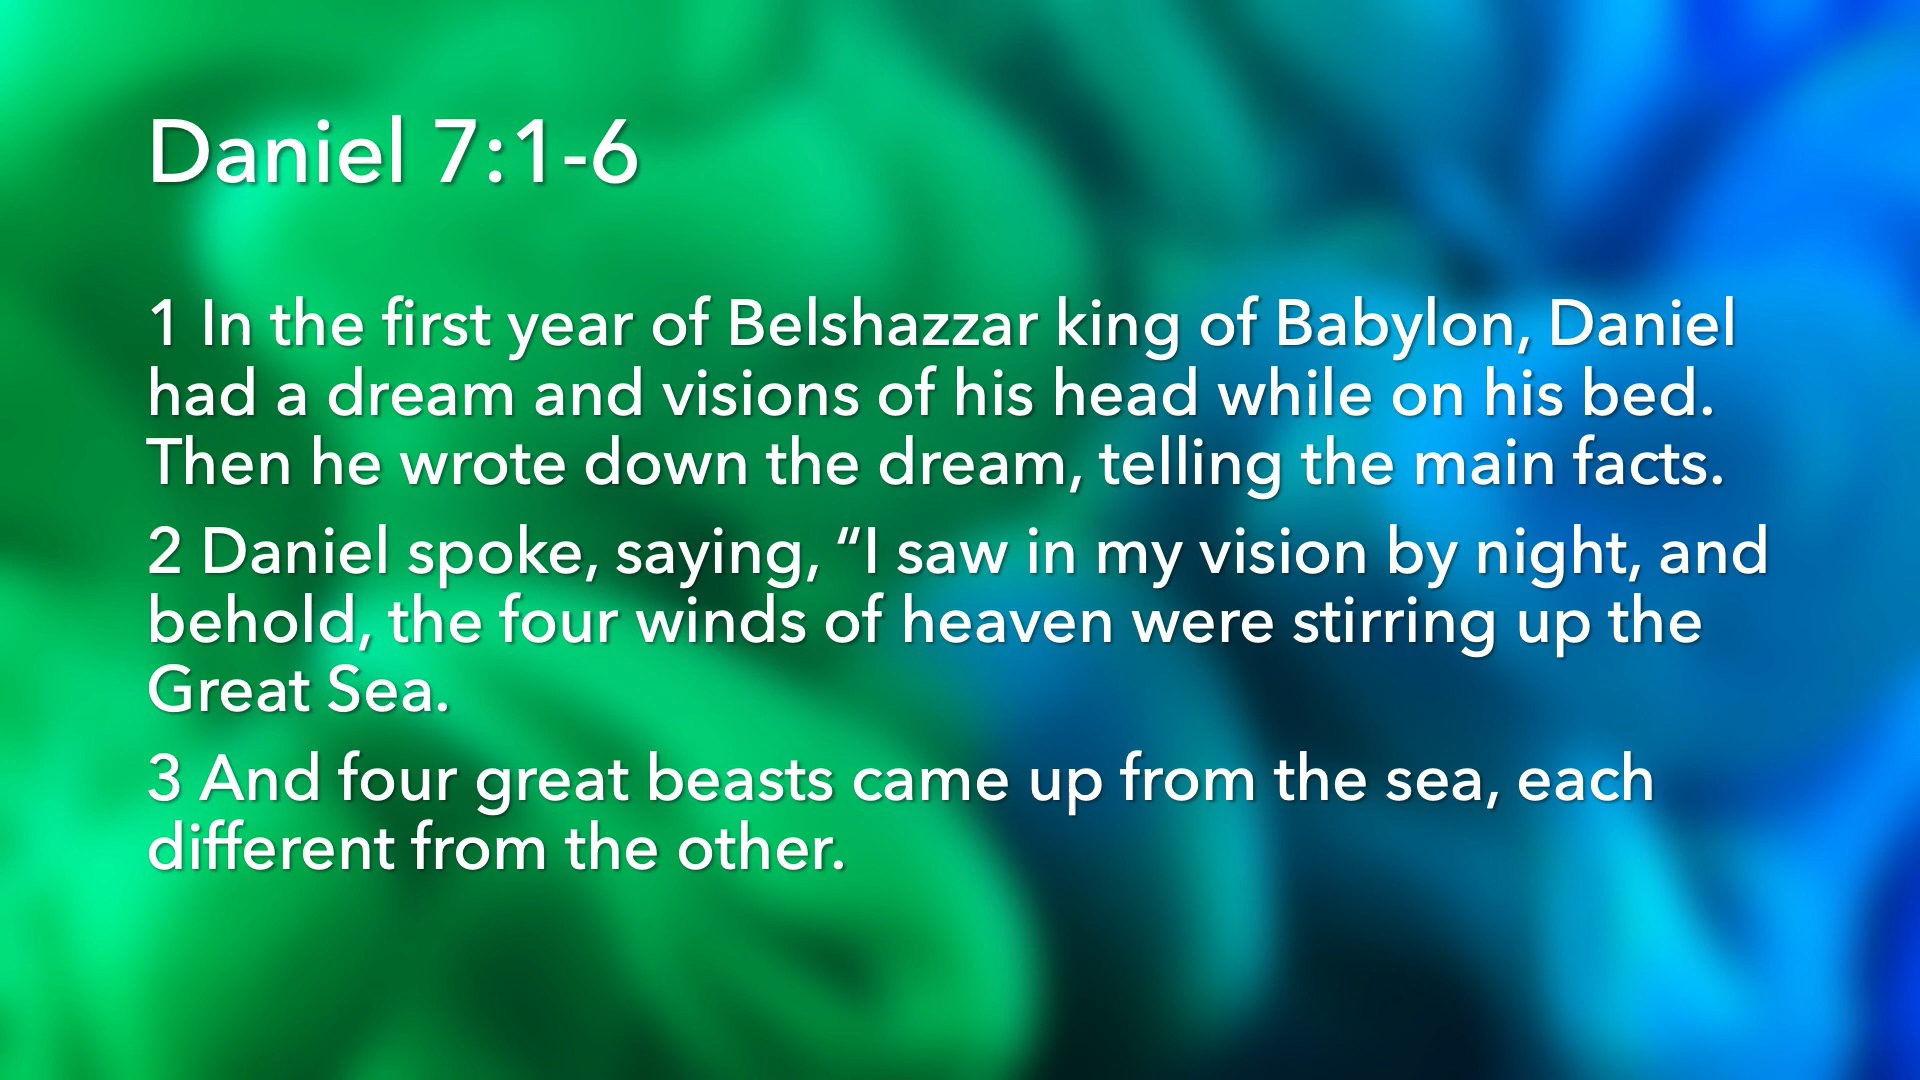 Daniel 7:1-6
1 In the first year of Belshazzar king of Babylon, Daniel
had a dream and visions of his head while on his bed.
Then he wrote down the dream, telling the main facts.
2 Daniel spoke, saying, “I saw in my vision by night, and
behold, the four winds of heaven were stirring up the
Great Sea.
3 And four great beasts came up from the sea, each
different from the other.